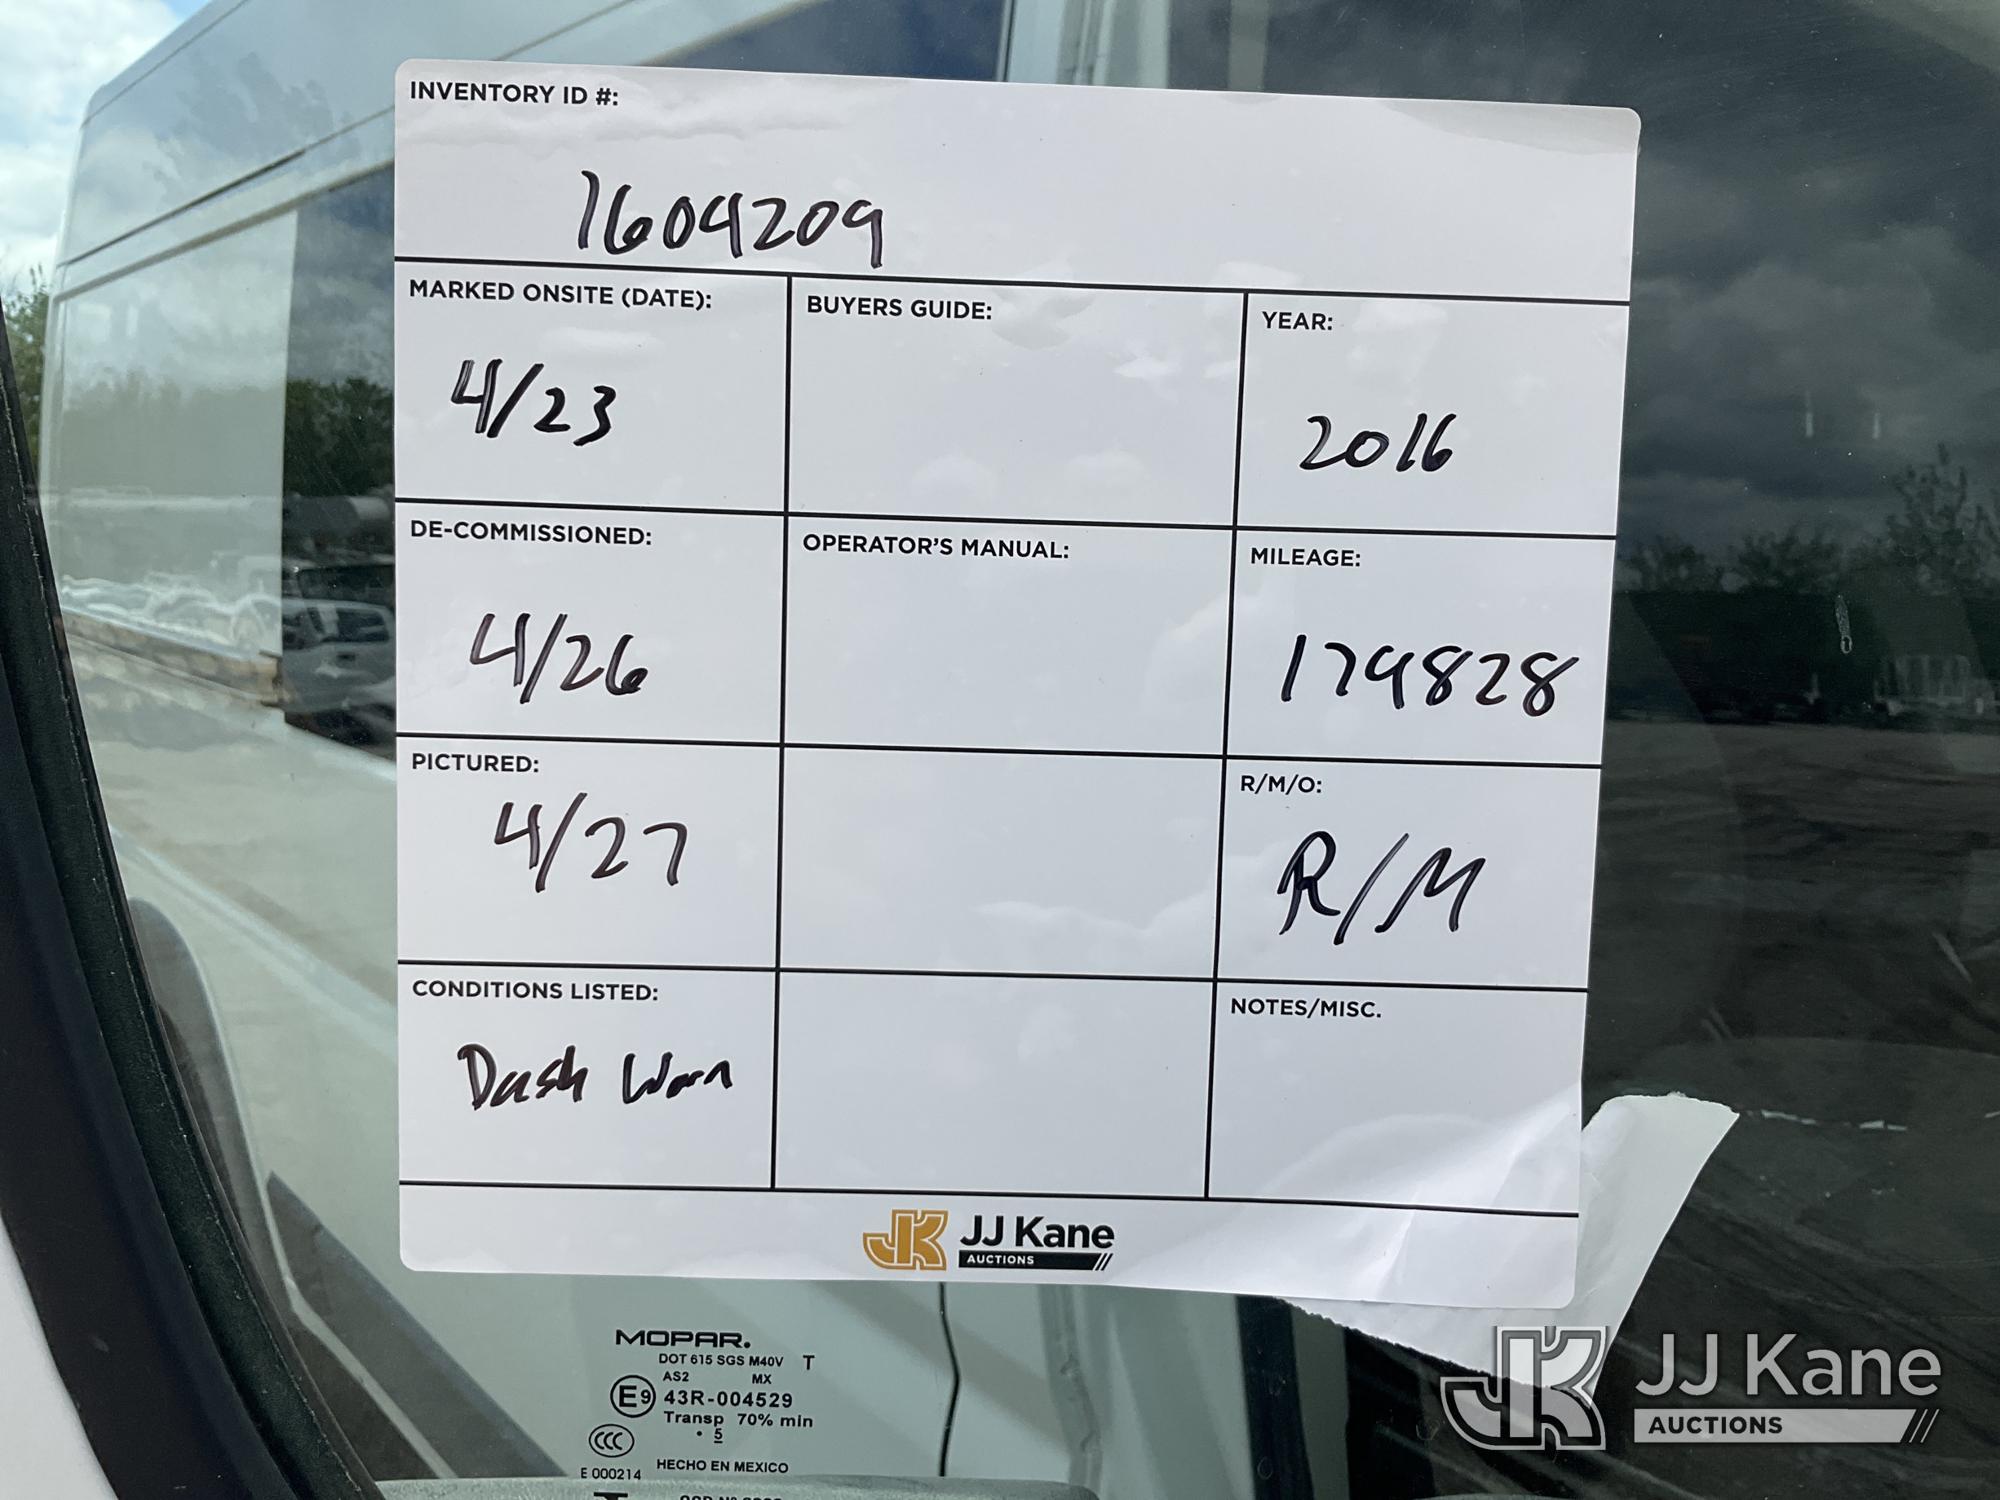 INVENTORY ID #:
1604209
MARKED ONSITE (DATE):
4/23
BUYERS GUIDE:
YEAR:
2016
DE-COMMISSIONED:
4/26
OPERATOR'S MANUAL:
MILEAGE:
179828
PICTURED:
4/27
R/M/O:
R/M
CONDITIONS LISTED:
Dash Worn
NOTES/MISC.
JK JJ Kane
AUCTIONS
MOPAR.
DOT 615 SGS M40V T
AS2 MX
E9 43R-004529
Transp 70% min
• 5
CCC
E 000214 HECHO EN MEXICO
JK JJ Kane
AUCTIONS